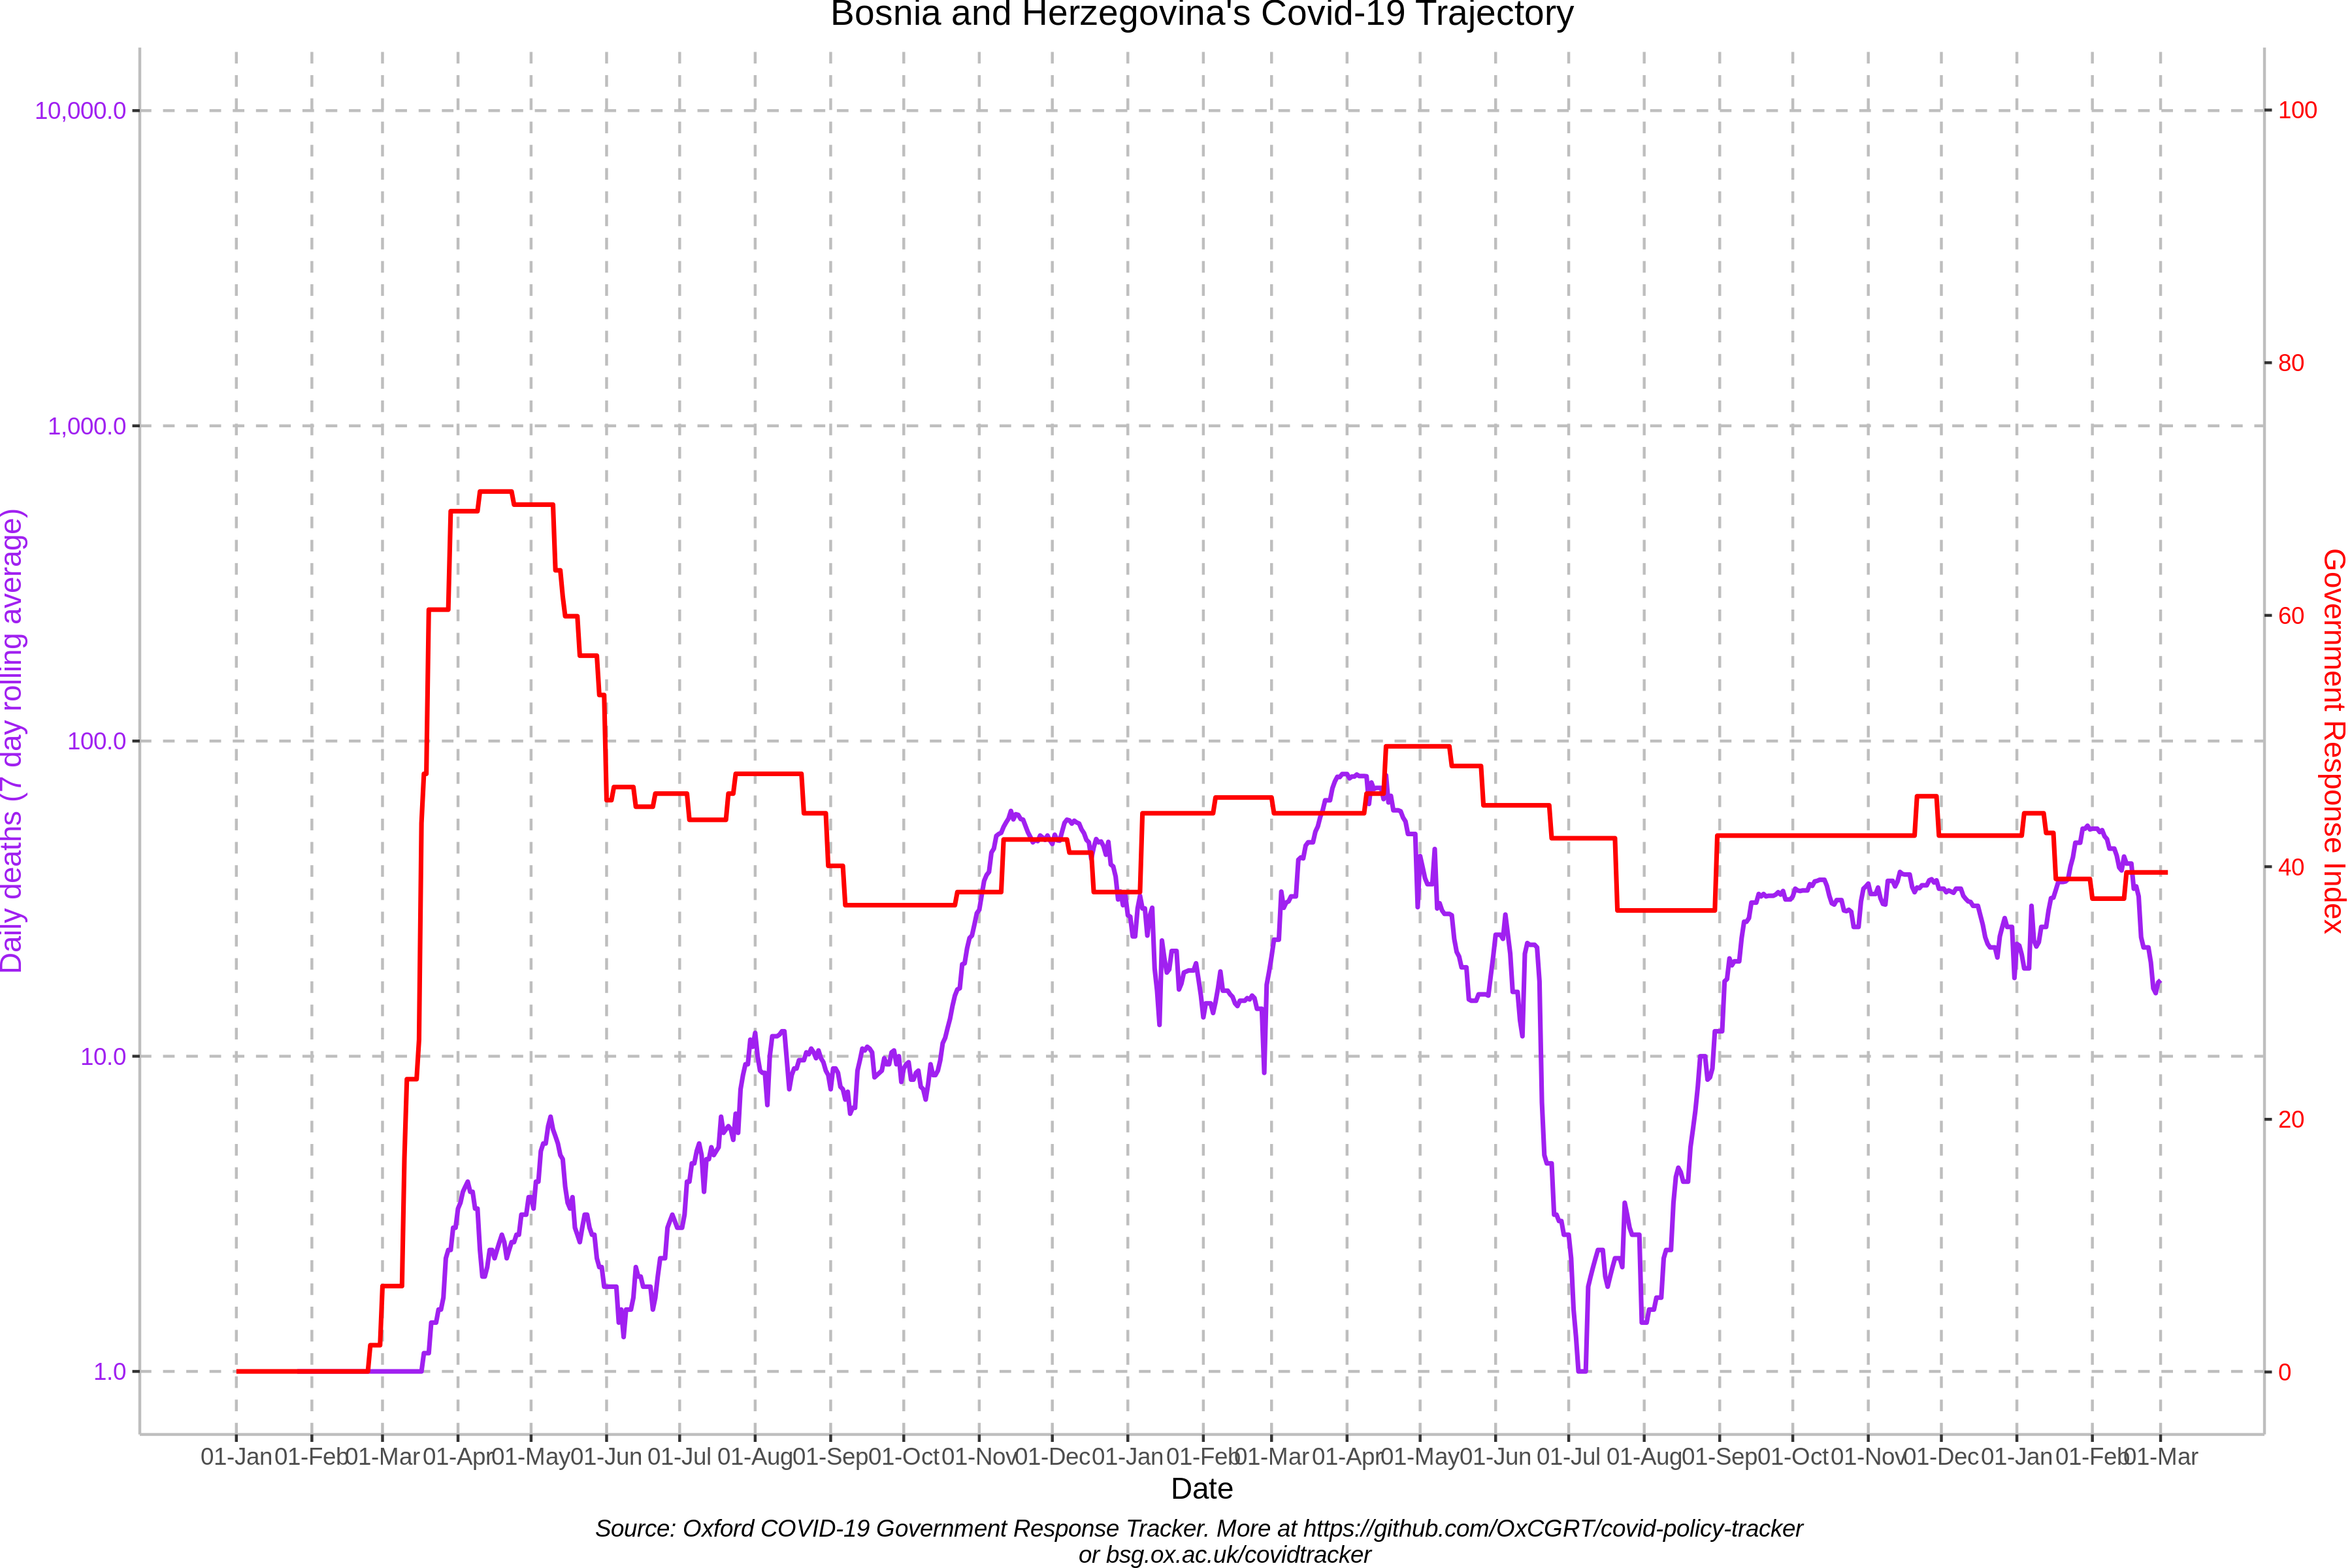 Bosnia and Herzegovina's Covid-19 Trajectory
Daily deaths (7 day rolling average)
10,000.0
1,000.0
100.0
10.0
1.0
100
80
60
40
20
0
Government Response Index
01-Jan 01-Feb 01-Mar 01-Apr 01-May 01-Jun 01-Jul 01-Aug 01-Sep 01-Oct 01-Nov 01-Dec 01-Jan 01-Feb 01-Mar 01-Apr 01-May 01-Jun 01-Jul 01-Aug 01-Sep 01-Oct 01-Nov 01-Dec 01-Jan 01-Feb 01-Mar
Date
Source: Oxford COVID-19 Government Response Tracker. More at https://github.com/OxCGRT/covid-policy-tracker
or bsg.ox.ac.uk/covidtracker